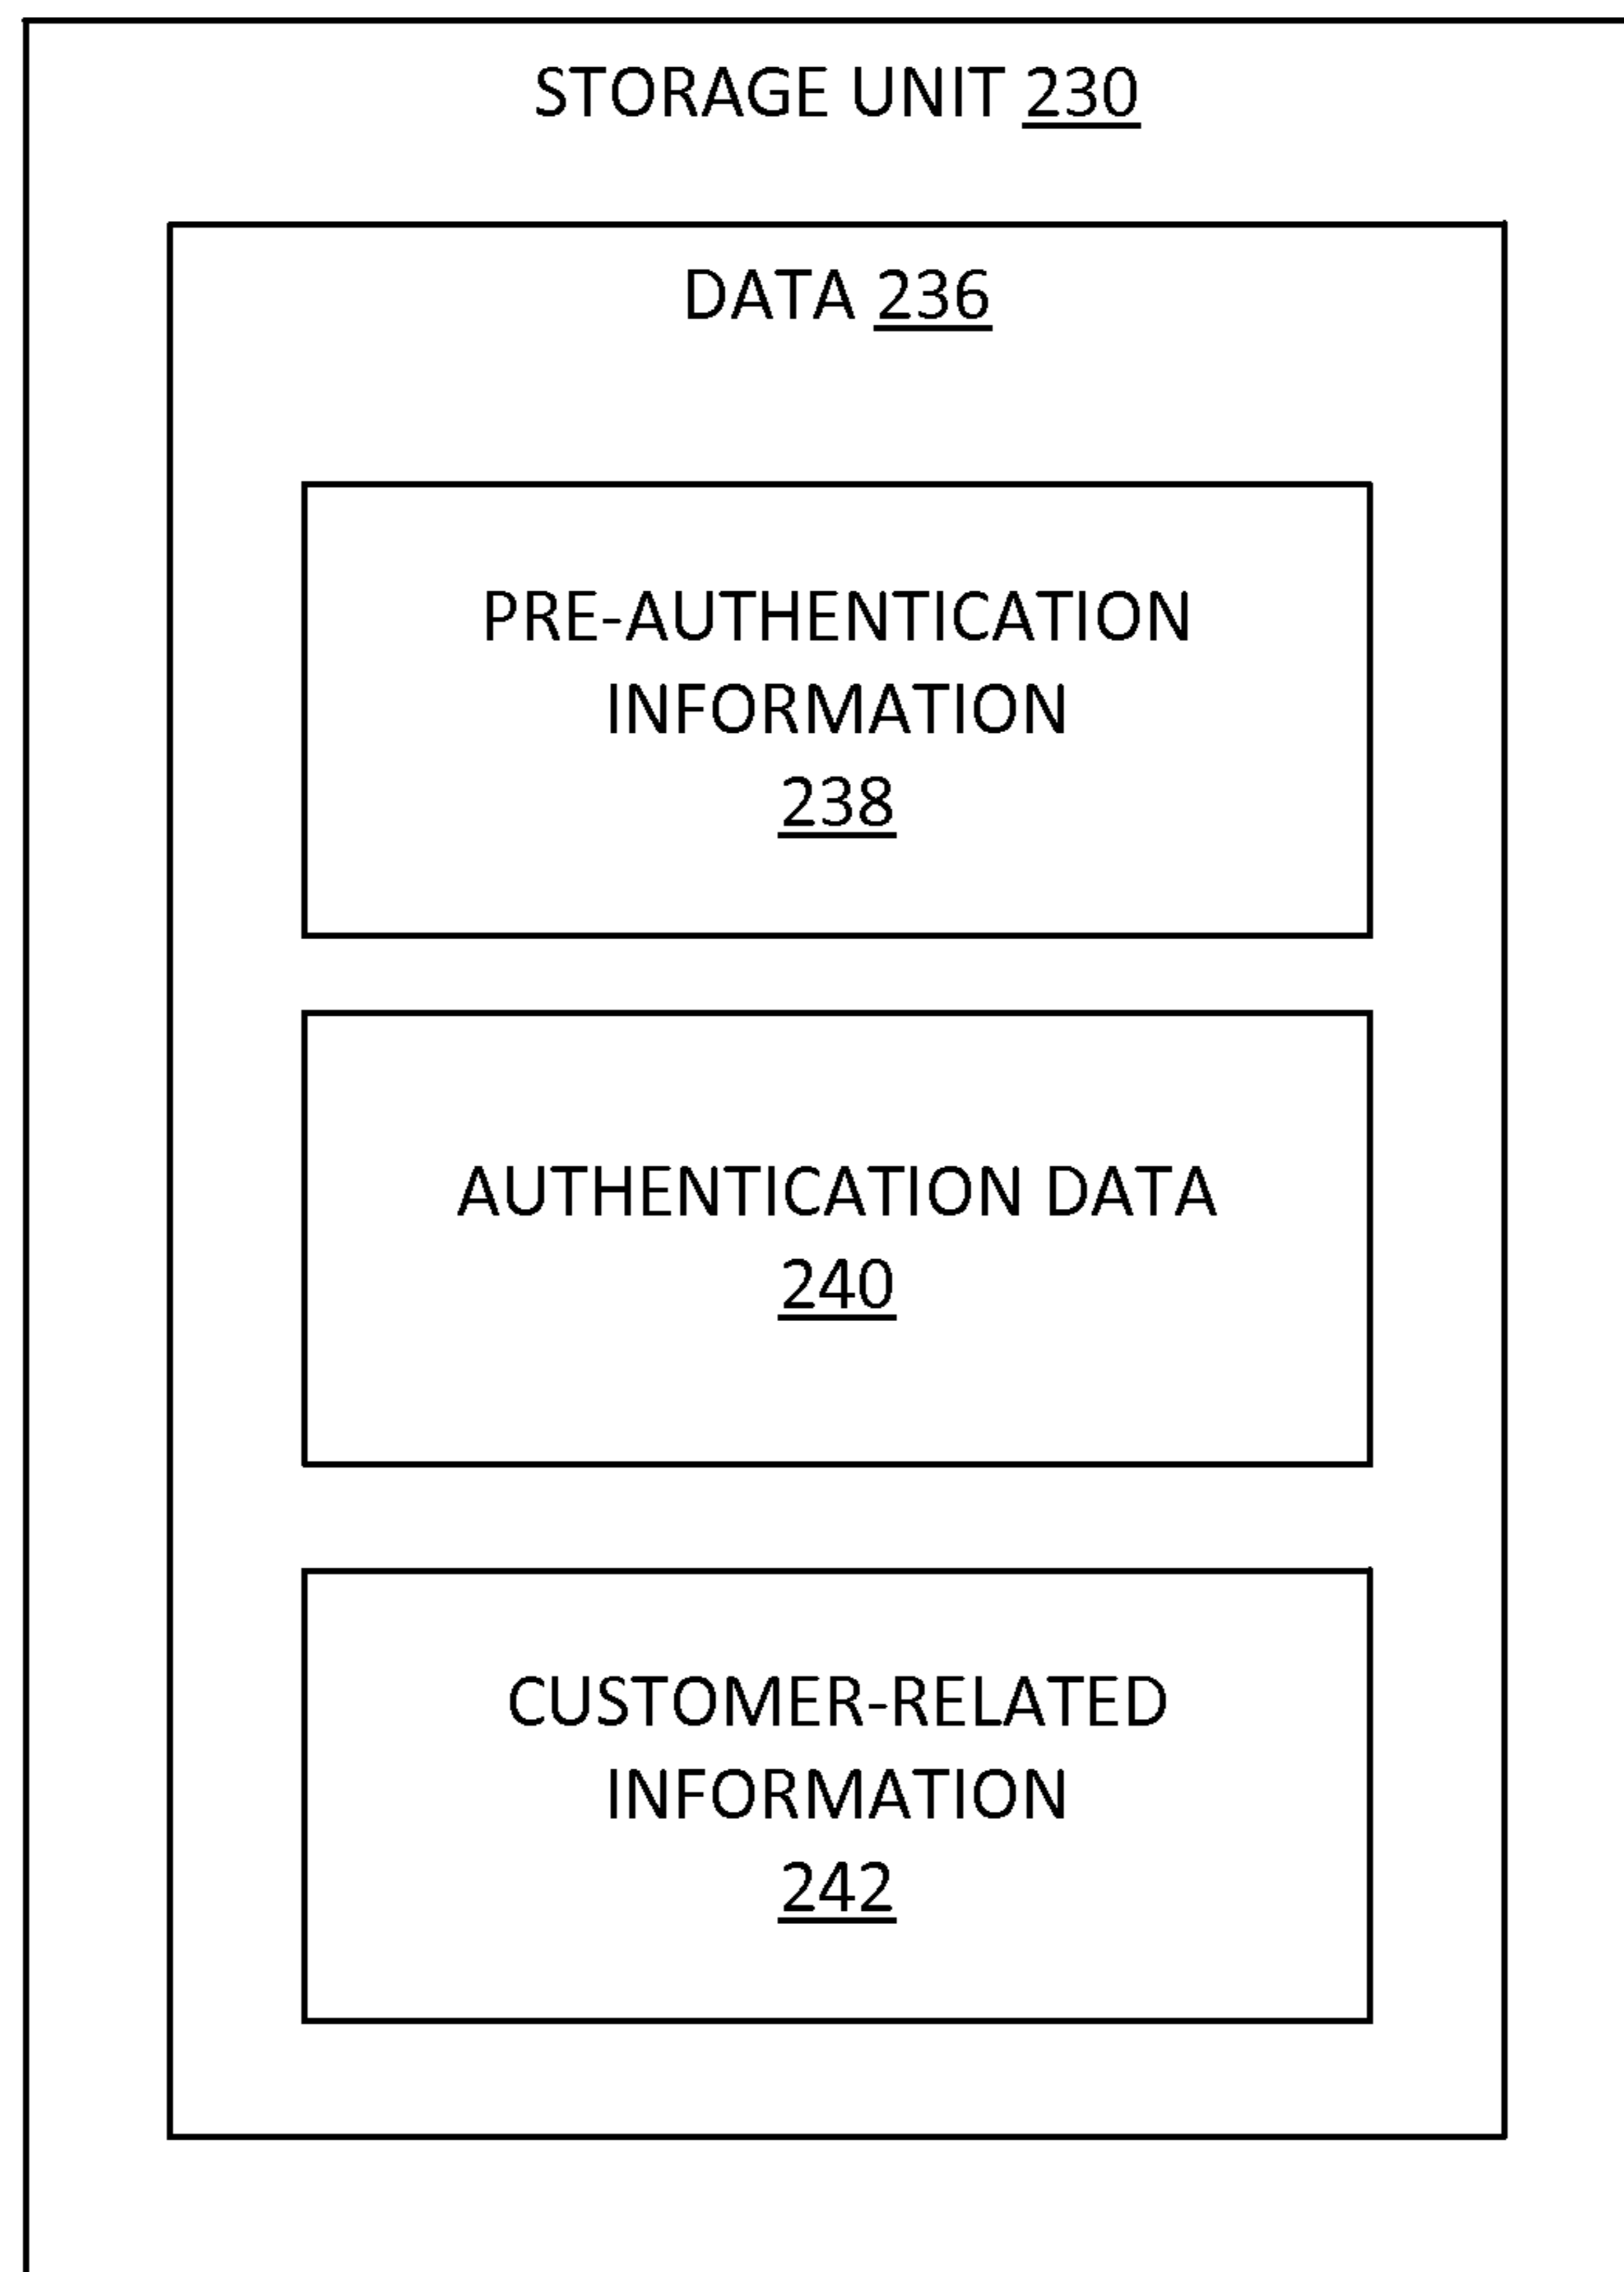 STORAGE UNIT 230
DATA 236
PRE-AUTHENTICATION
INFORMATION
238
AUTHENTICATION DATA
240
CUSTOMER-RELATED
INFORMATION
242